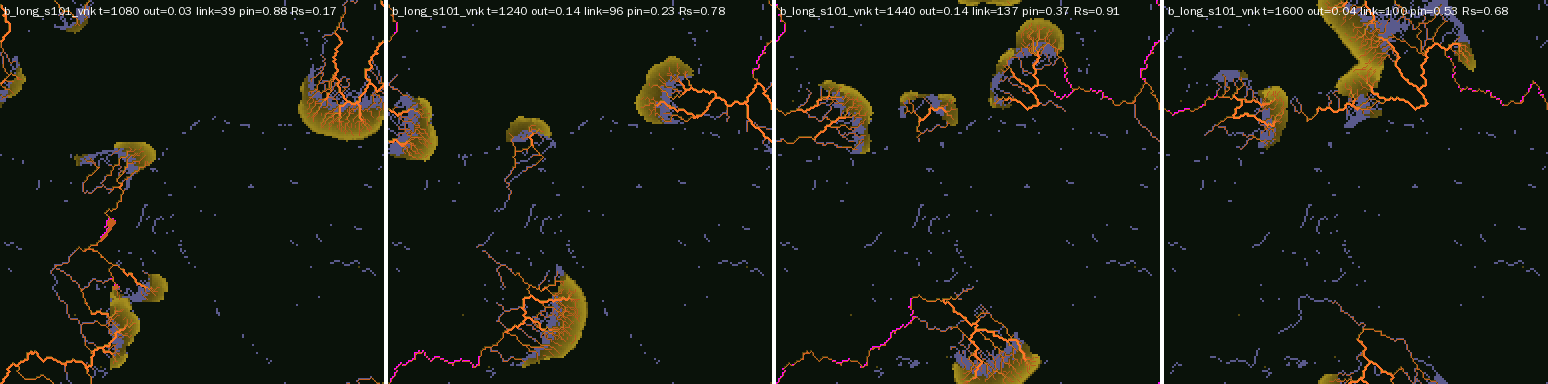 b_long_s101_vnk t=1080 out=0.03 link=39 pin=0.88 Rs=0.17
b_long_s101_vnk t=1240 out=0.14 link=96 pin=0.23 Rs=0.78
b_long_s101_vnk t=1440 out=0.14 link=137 pin=0.37 Rs=0.91
b_long_s101_vnk t=1600 out=0.04 link=100 pin=0.53 Rs=0.68